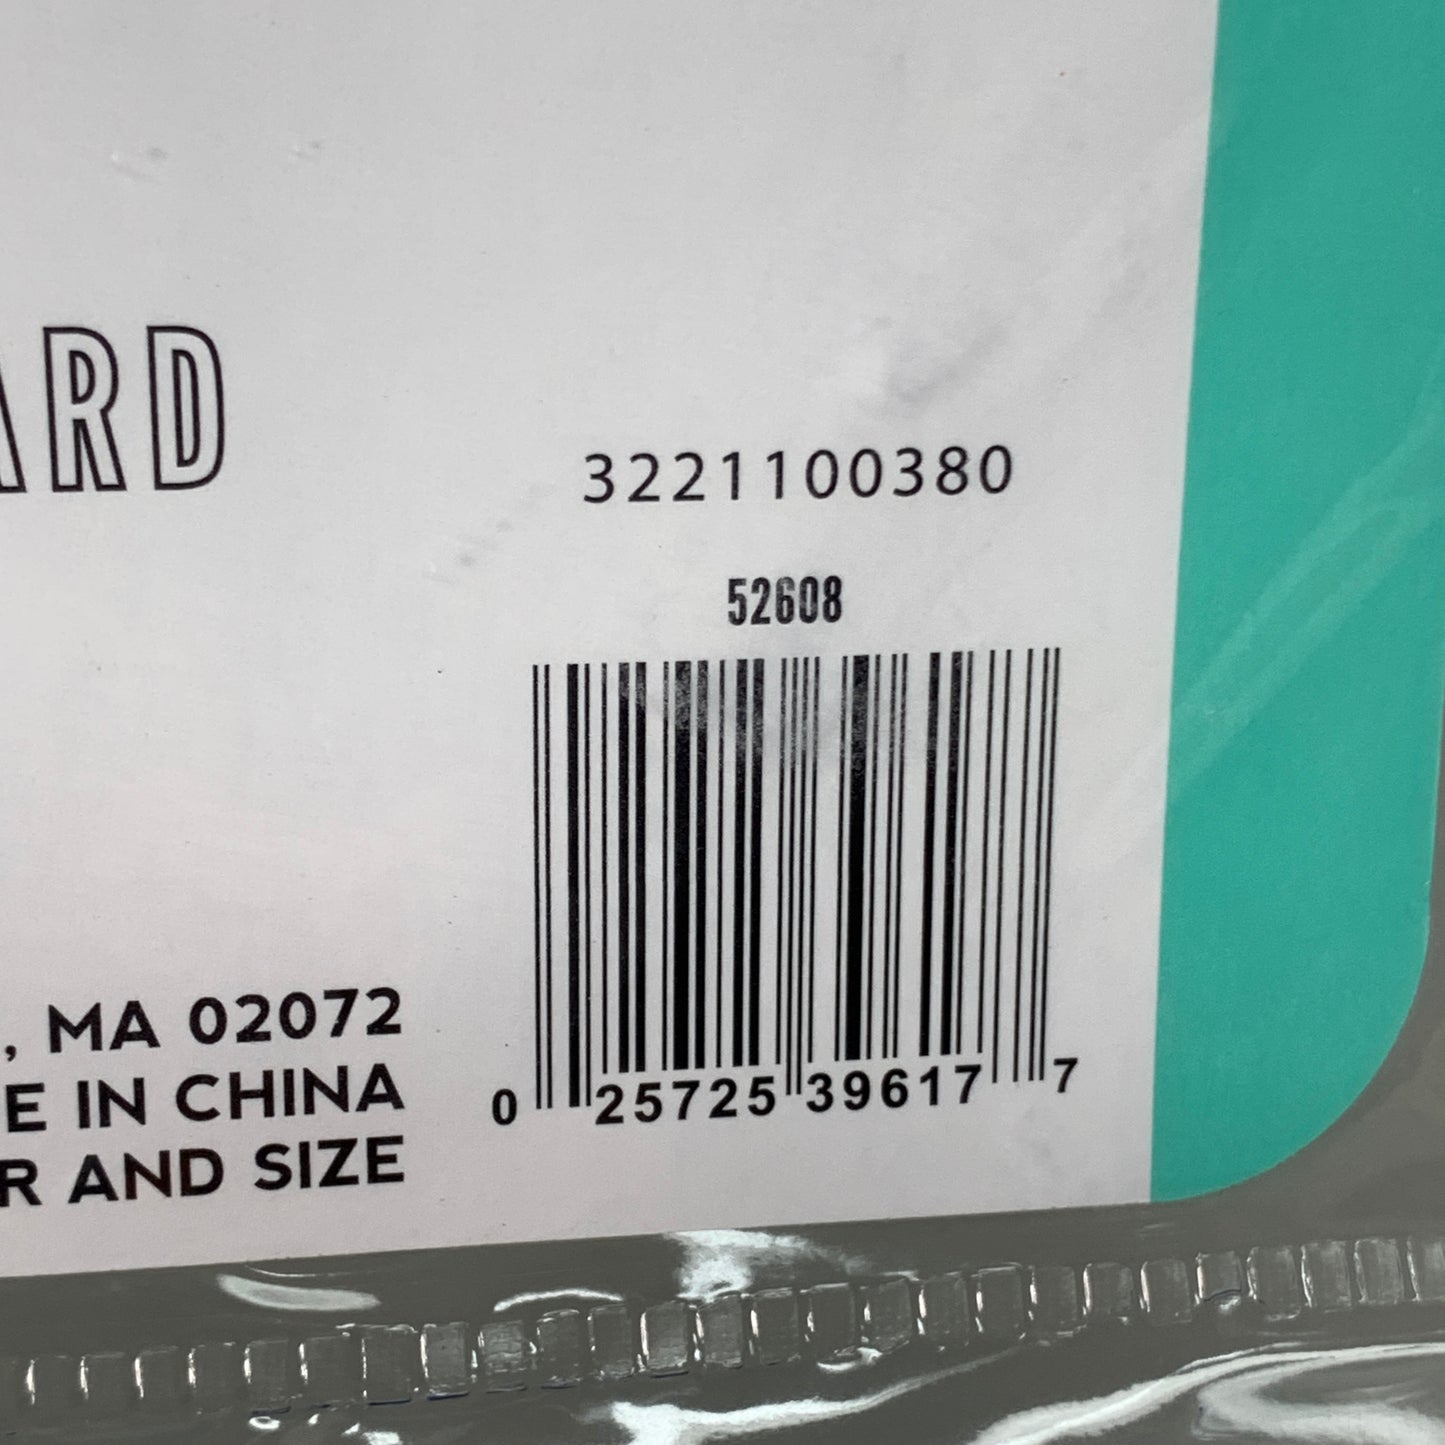 ARD
3221100380
52608
0 25725 39617 7
, MA 02072
E IN CHINA
R AND SIZE